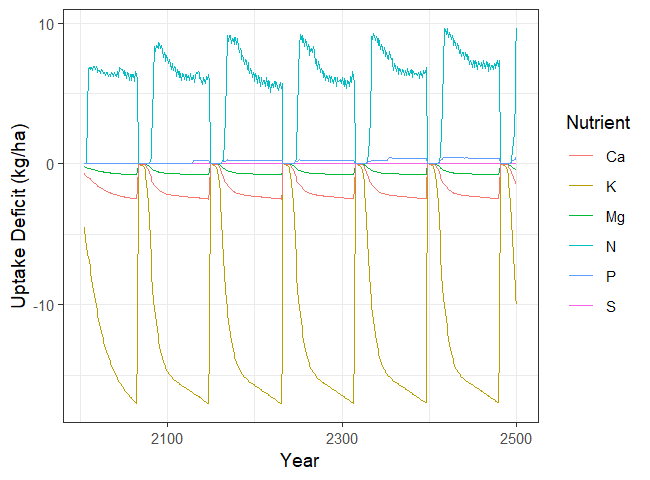 10
0
-10
Uptake Deficit (kg/ha)
2100
2300
2500
Year
Nutrient
Ca
K
Mg
N
P
S